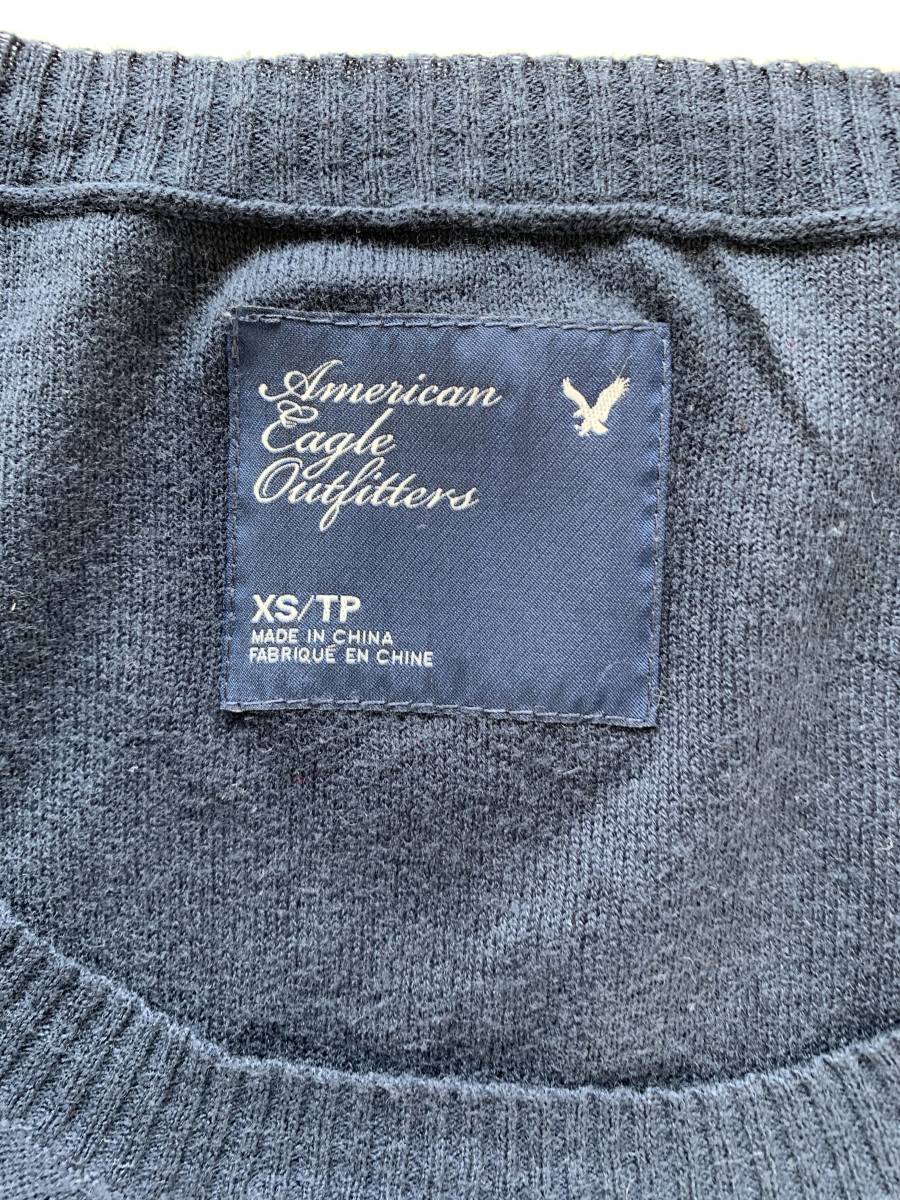 American
Eagle
Outfitters
XS/TP
MADE IN CHINA
FABRIQUÉ EN CHINE